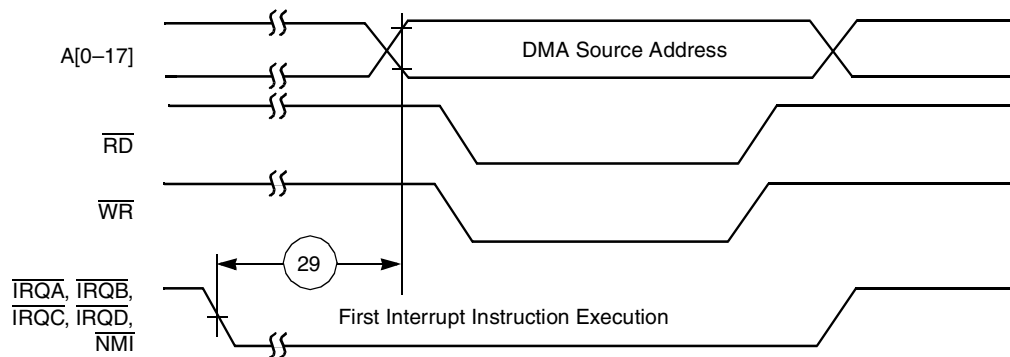 A[0–17]
DMA Source Address
RD
WR
29
IRQA, IRQB,
IRQC, IRQD,
NMI
First Interrupt Instruction Execution